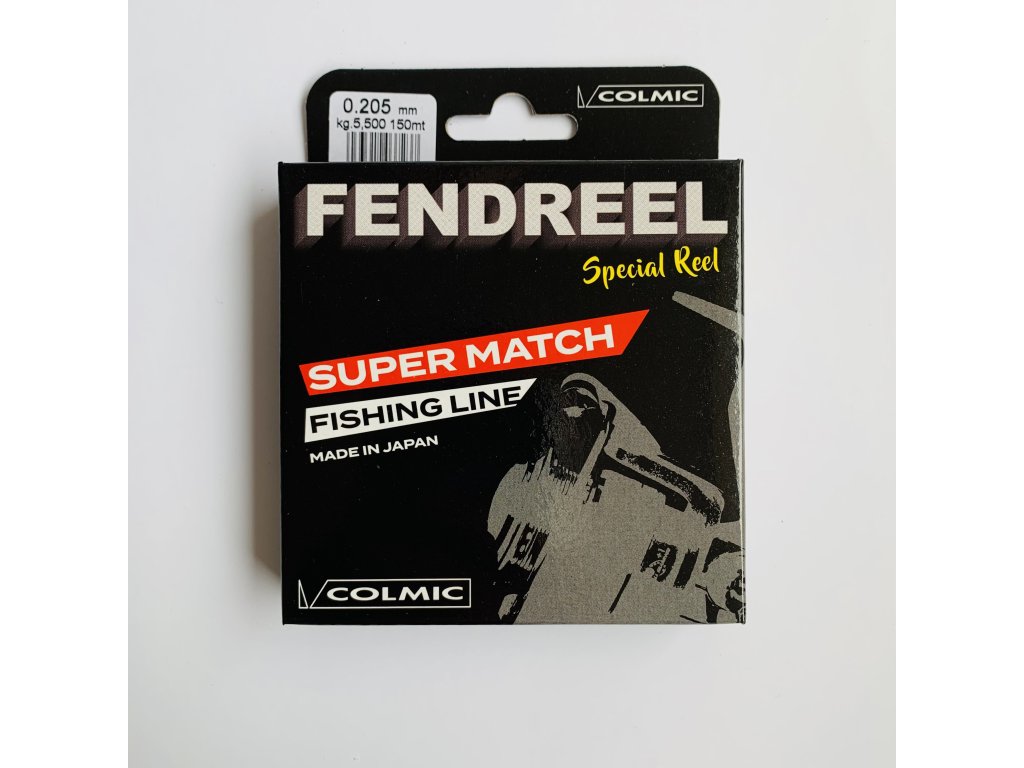 0.205 mm
kg.5,500 150mt
COLMIC
FENDREEL
Special Reel
SUPER MATCH
FISHING LINE
MADE IN JAPAN
COLMIC